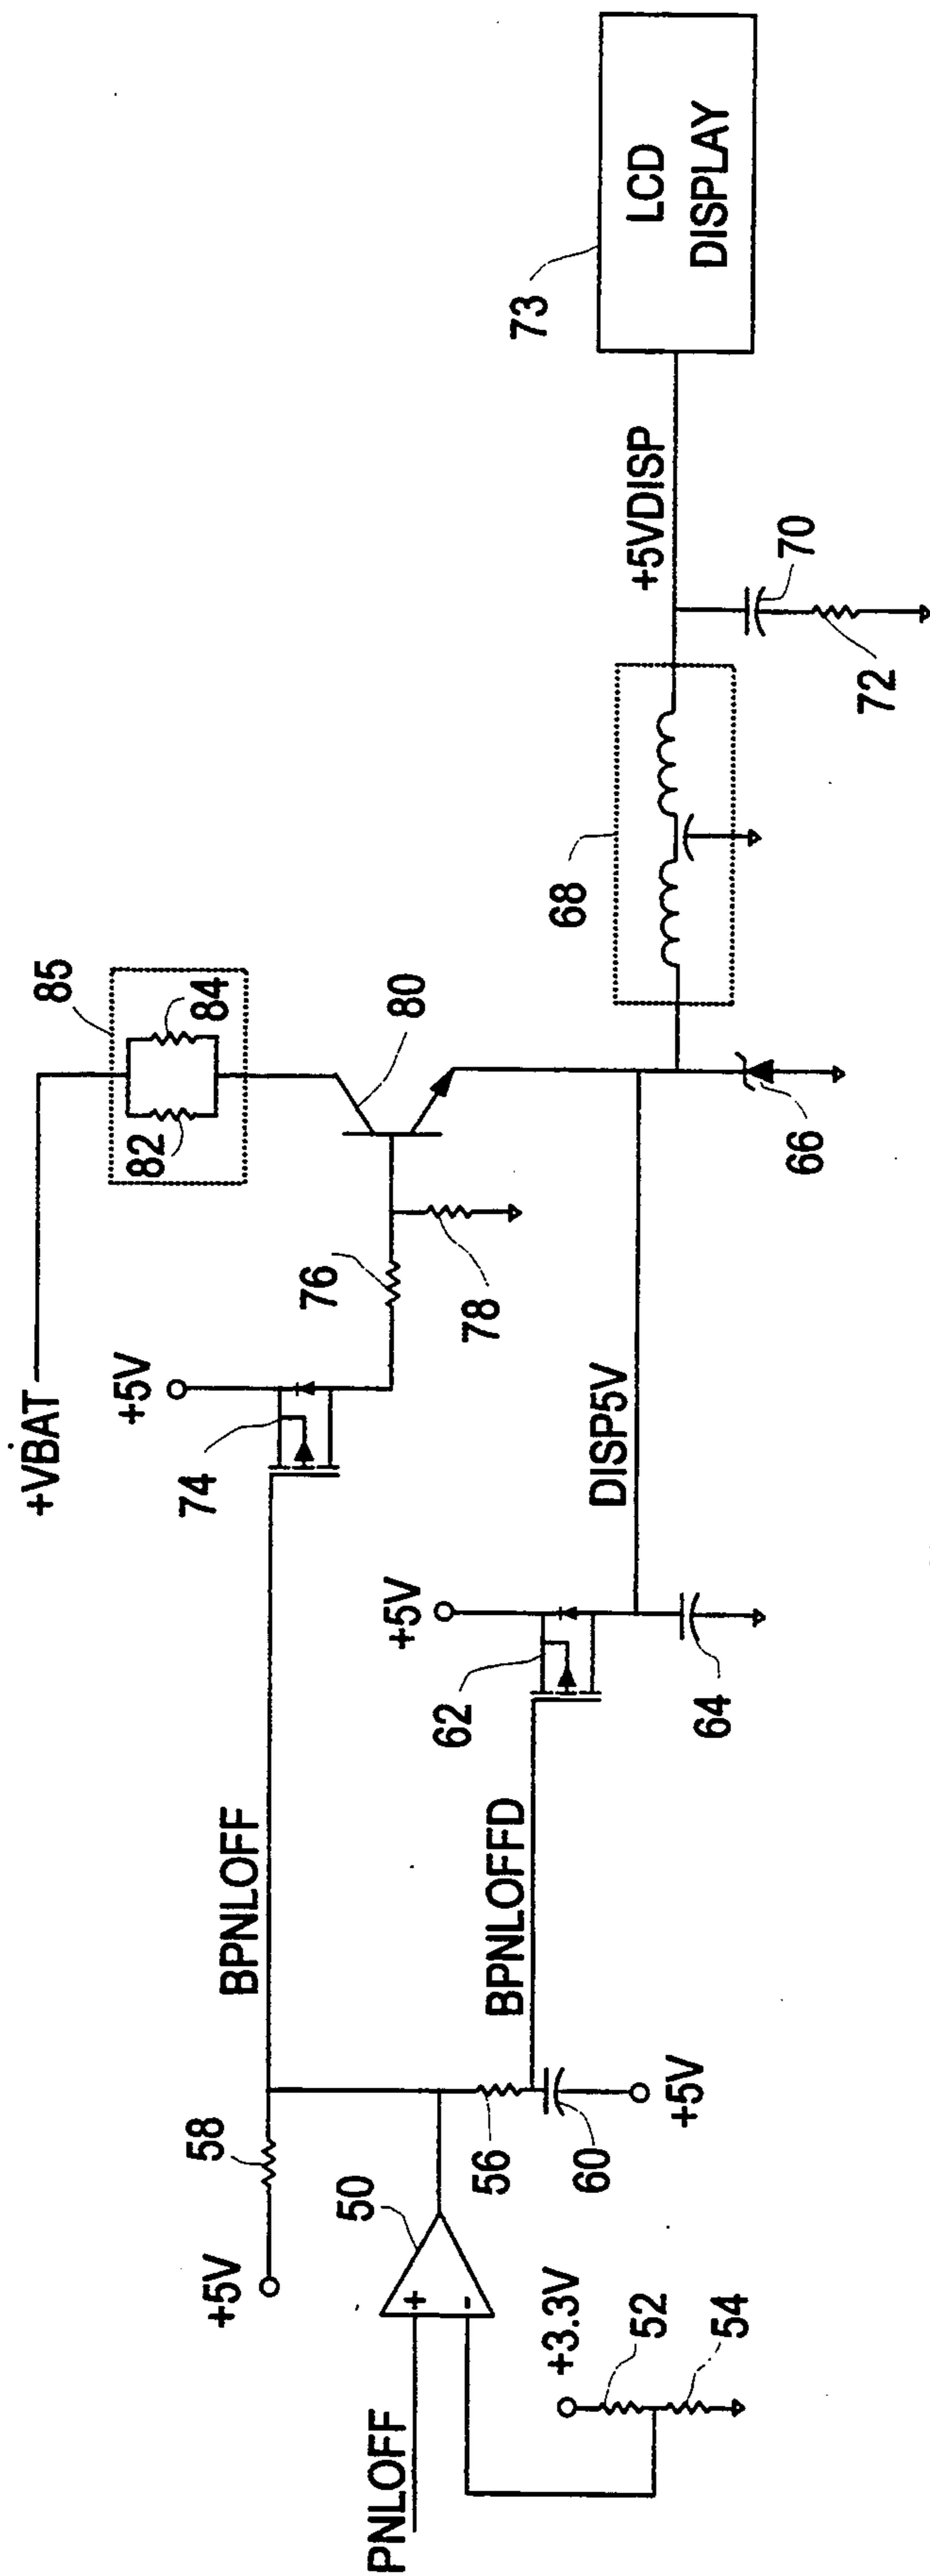 +VBAT
85
82
84
80
+5V
74
76
78
BPNLOFF
+5V
58
PNLOFF
+
-
50
+3.3V
52
54
56
60
+5V
BPNLOFFD
+5V
62
64
DISP5V
66
68
+5VDISP
70
72
73
LCD
DISPLAY